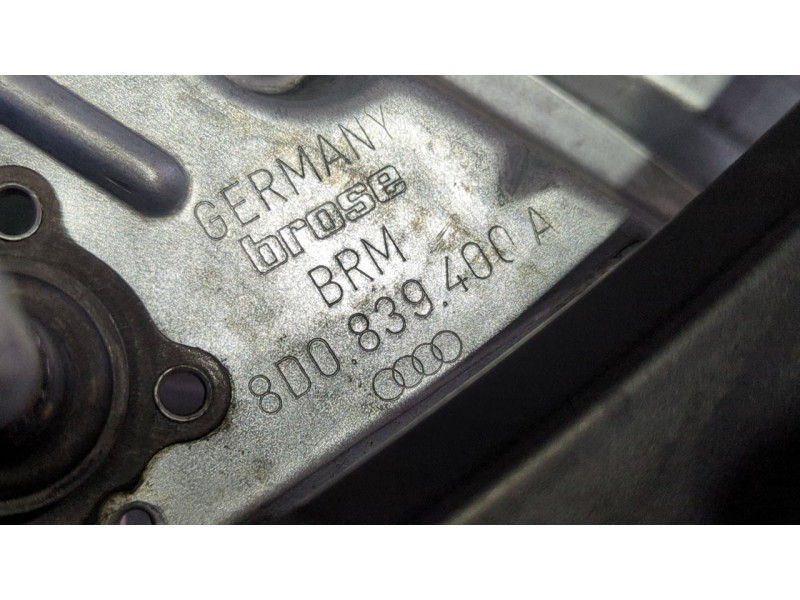 GERMANY
brose
BRM
8D0.839.400 A